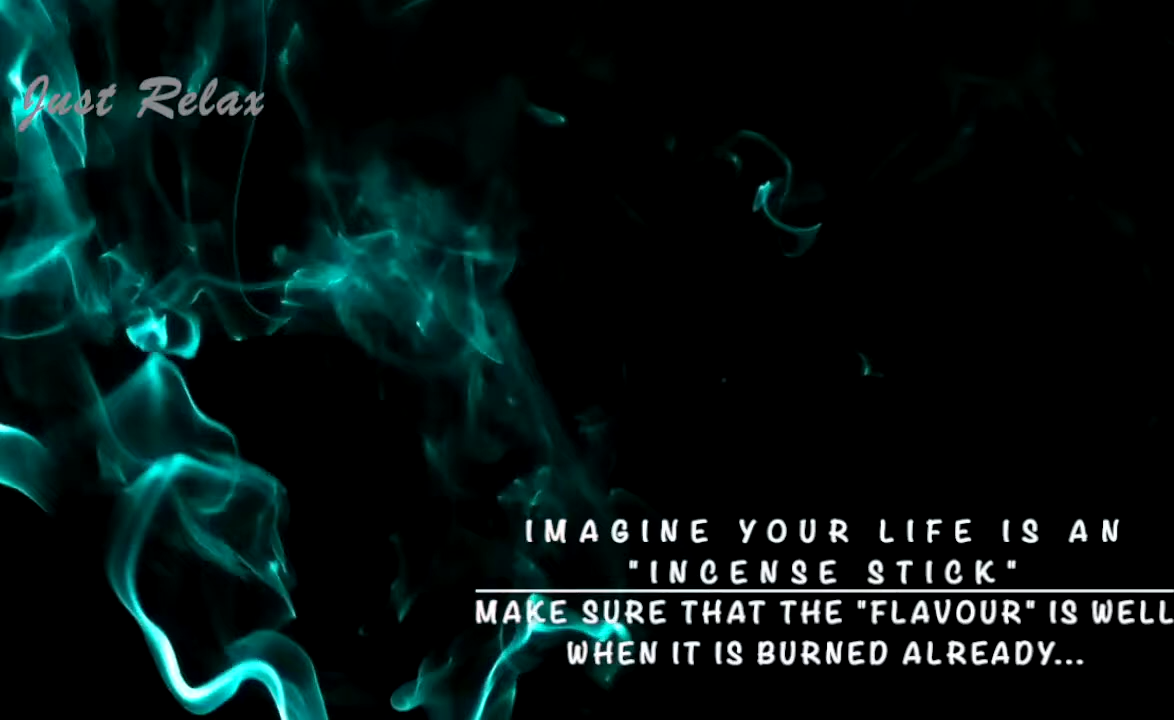 Just Relax
IMAGINE YOUR LIFE IS AN
"INCENSE STICK"
MAKE SURE THAT THE "FLAVOUR" IS WELL
WHEN IT IS BURNED ALREADY...